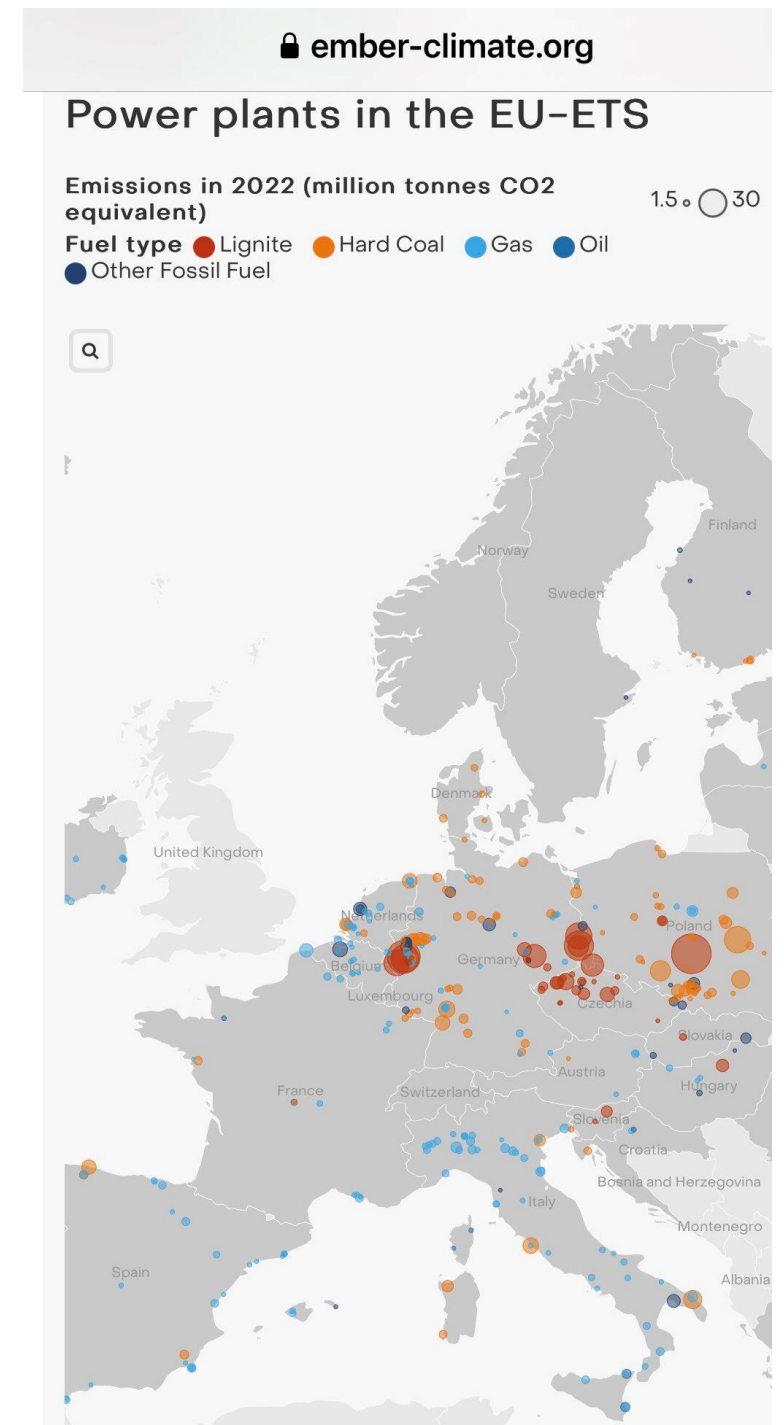 ember-climate.org
Power plants in the EU-ETS
Emissions in 2022 (million tonnes CO2
equivalent)
1.5 30
Fuel type Lignite Hard Coal Gas Oil
Other Fossil Fuel
Finland
Norway
Sweden
Denmark
United Kingdom
Netherlands
Poland
Belgium
Germany
Luxembourg
Czechia
Slovakia
Austria
France
Switzerland
Hungary
Slovenia
Croatia
Bosnia and Herzegovina
Italy
Montenegro
Spain
Albania